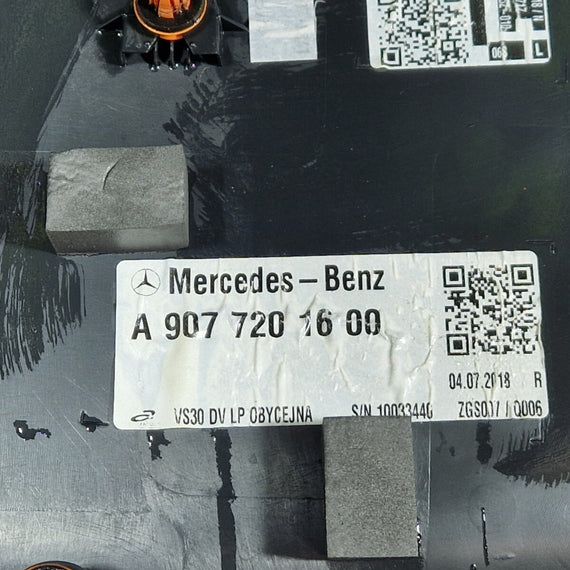 Mercedes-Benz
A 907 720 16 00
04.07.2018 R
VS30 DV LP OBYCEJNA S/N 10033440 ZGS007 / Q006
L